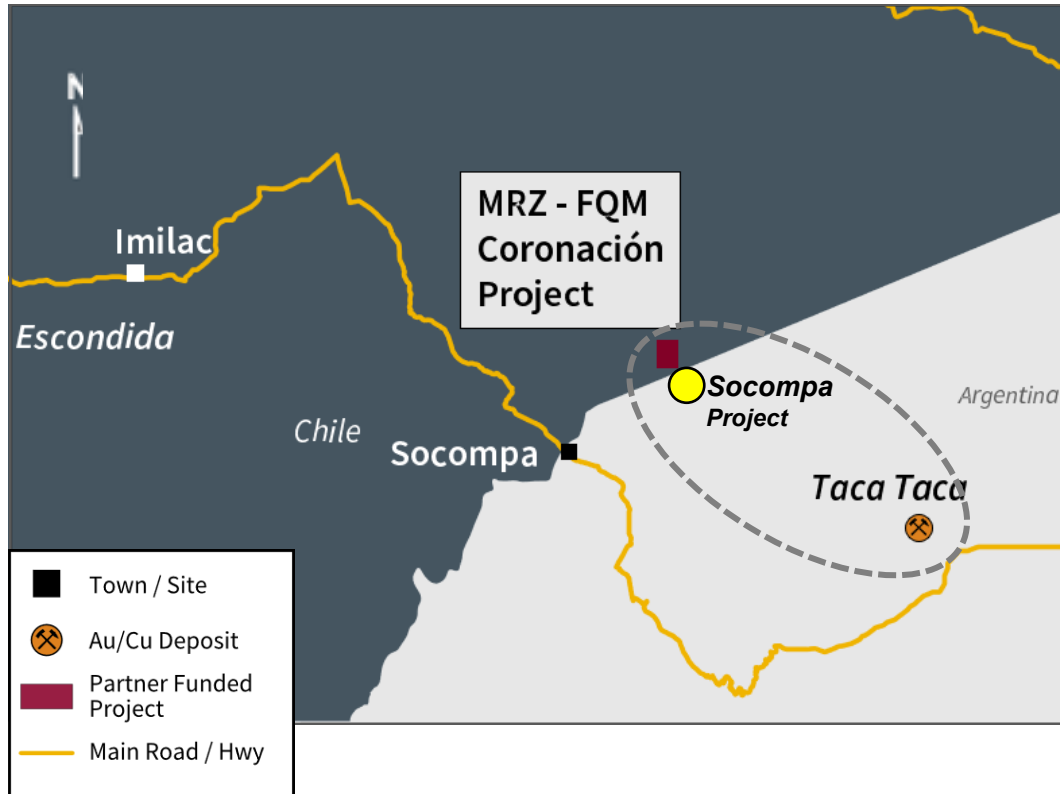 N
MRZ - FQM
Coronación
Project
Imilac
Escondida
Socompa
Project
Argentina
Chile
Socompa
Taca Taca
Town / Site
Au/Cu Deposit
Partner Funded
Project
Main Road / Hwy